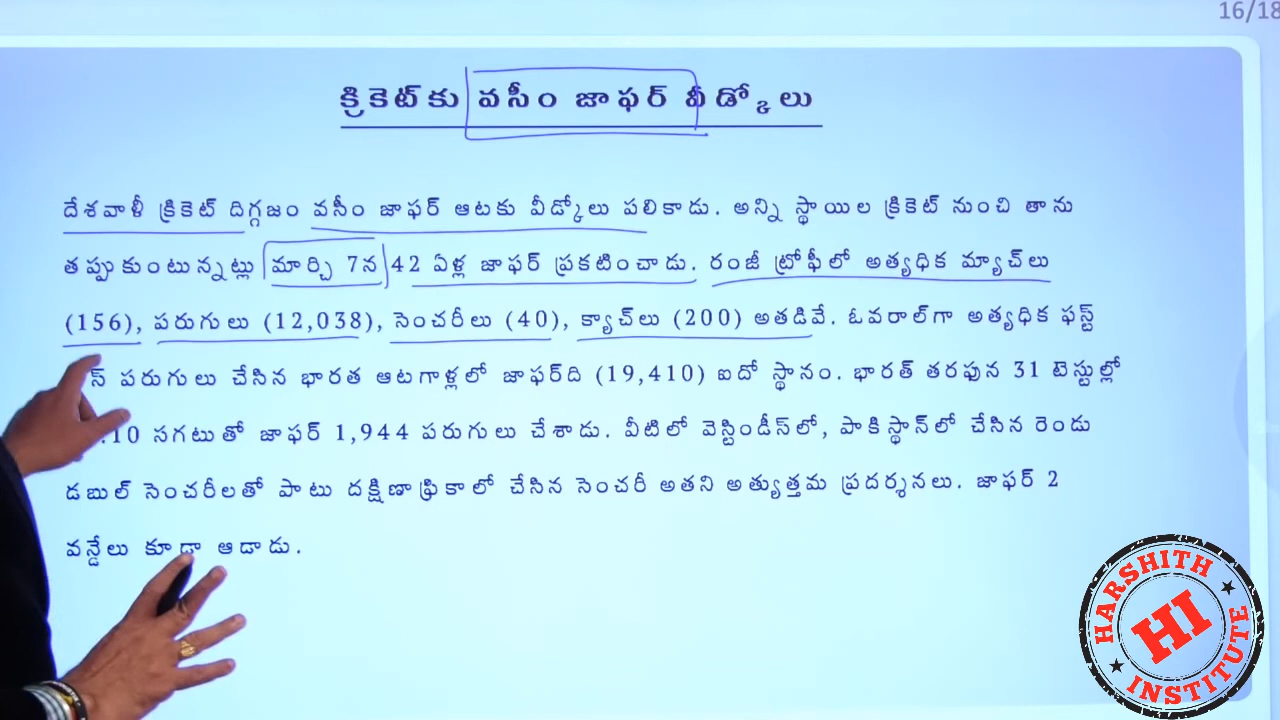 16/18
క్రికెట్‌కు వసీం జాఫర్ వీడ్కోలు
దేశవాళీ క్రికెట్ దిగ్గజం వసీం జాఫర్ ఆటకు వీడ్కోలు పలికాడు. అన్ని స్థాయిల క్రికెట్ నుంచి తాను
తప్పుకుంటున్నట్లు మార్చి 7న 42 ఏళ్ల జాఫర్ ప్రకటించాడు. రంజీ ట్రోఫీలో అత్యధిక మ్యాచ్‌లు
(156), పరుగులు (12,038), సెంచరీలు (40), క్యాచ్‌లు (200) అతడివే. ఓవరాల్‌గా అత్యధిక ఫస్ట్
పరుగులు చేసిన భారత ఆటగాళ్లలో జాఫర్‌ది (19,410) ఐదో స్థానం. భారత్ తరఫున 31 టెస్టుల్లో
.10 సగటుతో జాఫర్ 1,944 పరుగులు చేశాడు. వీటిలో వెస్టిండీస్‌లో, పాకిస్థాన్‌లో చేసిన రెండు
డబుల్ సెంచరీలతో పాటు దక్షిణాఫ్రికాలో చేసిన సెంచరీ అతని అత్యుత్తమ ప్రదర్శనలు. జాఫర్ 2
వన్డేలు కూడా ఆడాడు.
HARSHITH
HI
INSTITUTE